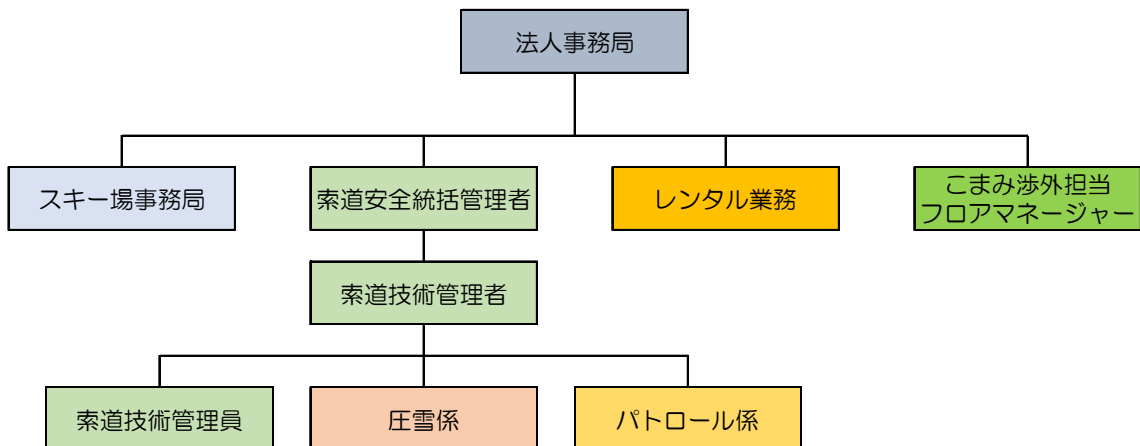 法人事務局
スキー場事務局
索道安全統括管理者
レンタル業務
こまみ渉外担当
フロアマネージャー
索道技術管理者
索道技術管理員
圧雪係
パトロール係